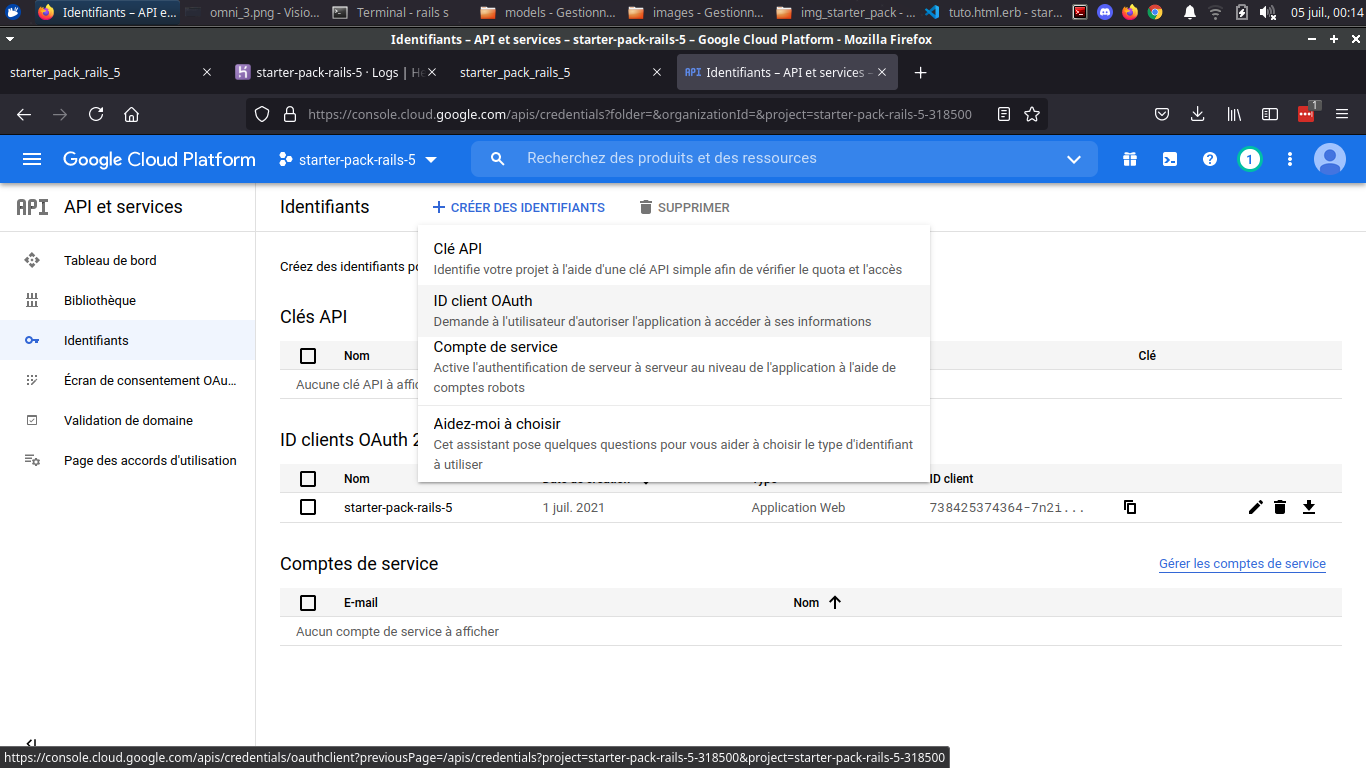 Identifiants – API e...
omni_3.png - Visio...
Terminal - rails s
models - Gestionn...
images - Gestionn...
img_starter_pack - ...
tuto.html.erb - star...
05 juil., 00:14
Identifiants – API et services – starter-pack-rails-5 – Google Cloud Platform - Mozilla Firefox
starter_pack_rails_5
starter-pack-rails-5 · Logs | He
starter_pack_rails_5
API Identifiants – API et services –
https://console.cloud.google.com/apis/credentials?folder=&organizationId=&project=starter-pack-rails-5-318500
1
Google Cloud Platform
starter-pack-rails-5
Recherchez des produits et des ressources
1
API API et services
Identifiants
CRÉER DES IDENTIFIANTS
SUPPRIMER
Tableau de bord
Bibliothèque
Identifiants
Écran de consentement OAu...
Validation de domaine
Page des accords d'utilisation
Créez des identifiants po
Clé API
Identifie votre projet à l'aide d'une clé API simple afin de vérifier le quota et l'accès
ID client OAuth
Demande à l'utilisateur d'autoriser l'application à accéder à ses informations
Compte de service
Active l'authentification de serveur à serveur au niveau de l'application à l'aide de
comptes robots
Aidez-moi à choisir
Cet assistant pose quelques questions pour vous aider à choisir le type d'identifiant
à utiliser
Clés API
Nom
Clé
Aucune clé API à affic
ID clients OAuth 2
Nom
Date de création
Type
ID client
starter-pack-rails-5
1 juil. 2021
Application Web
738425374364-7n2i...
Comptes de service
Gérer les comptes de service
E-mail
Nom
Aucun compte de service à afficher
https://console.cloud.google.com/apis/credentials/oauthclient?previousPage=/apis/credentials?project=starter-pack-rails-5-318500&project=starter-pack-rails-5-318500